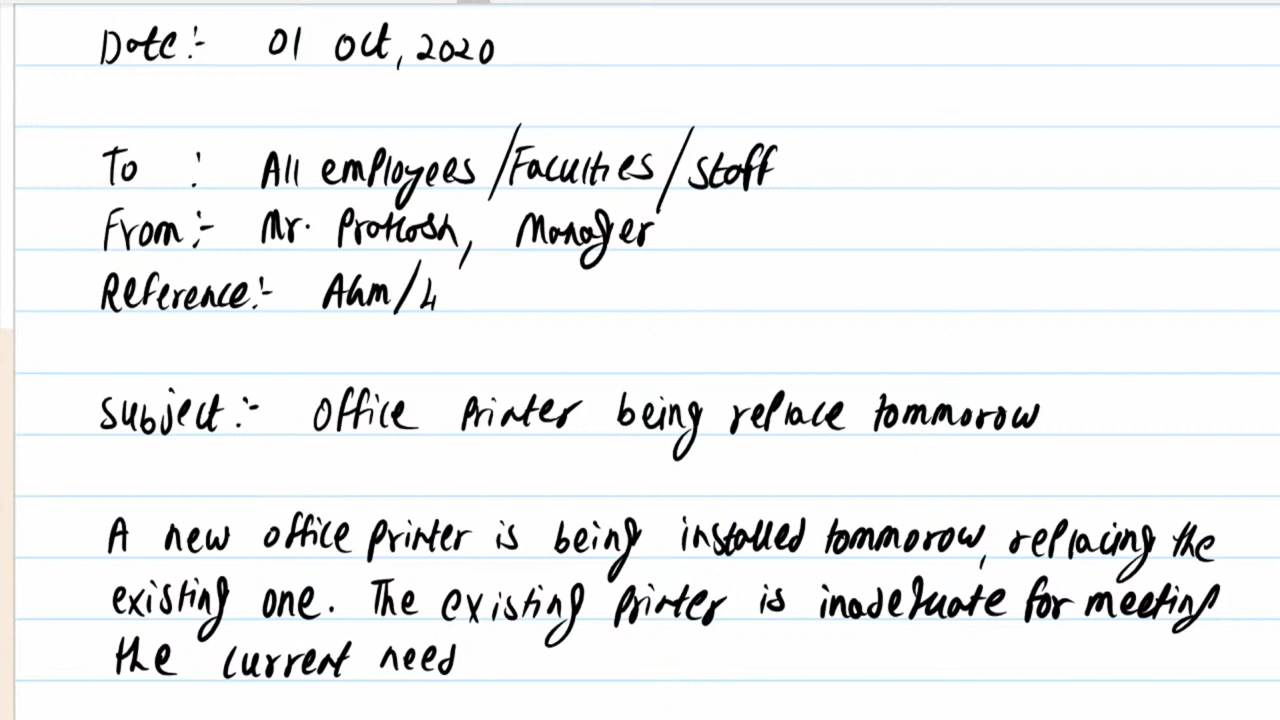 Date:- 01 Oct, 2020
To : All employees /Faculties / Staff
From:- Mr. Prakash, Manager
Reference:- Ahm/4
Subject:- Office Printer being replace tommorow
A new office printer is being installed tommorow, replacing the
existing one. The existing printer is inadequate for meeting
the current need